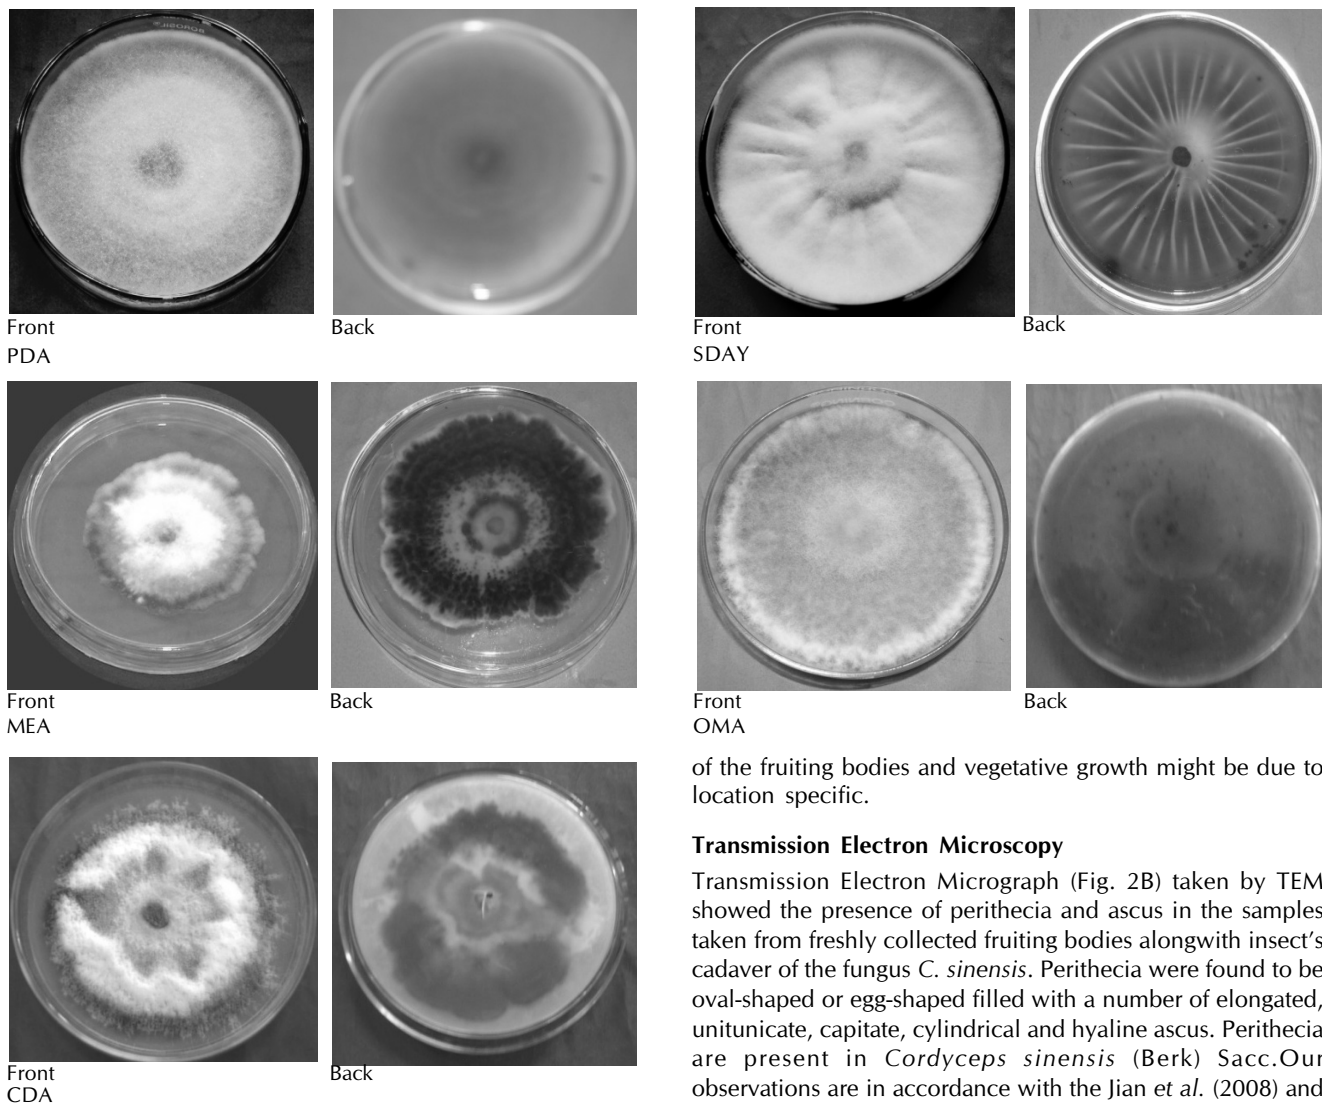 Front
Back
PDA
Front
Back
SDAY
Front
Back
MEA
Front
Back
OMA
Front
Back
CDA
of the fruiting bodies and vegetative growth might be due to
location specific.
Transmission Electron Microscopy
Transmission Electron Micrograph (Fig. 2B) taken by TEM
showed the presence of perithecia and ascus in the samples
taken from freshly collected fruiting bodies alongwith insect's
cadaver of the fungus C. sinensis. Perithecia were found to be
oval-shaped or egg-shaped filled with a number of elongated,
unitunicate, capitate, cylindrical and hyaline ascus. Perithecia
are present in Cordyceps sinensis (Berk) Sacc.Our
observations are in accordance with the Jian et al. (2008) and